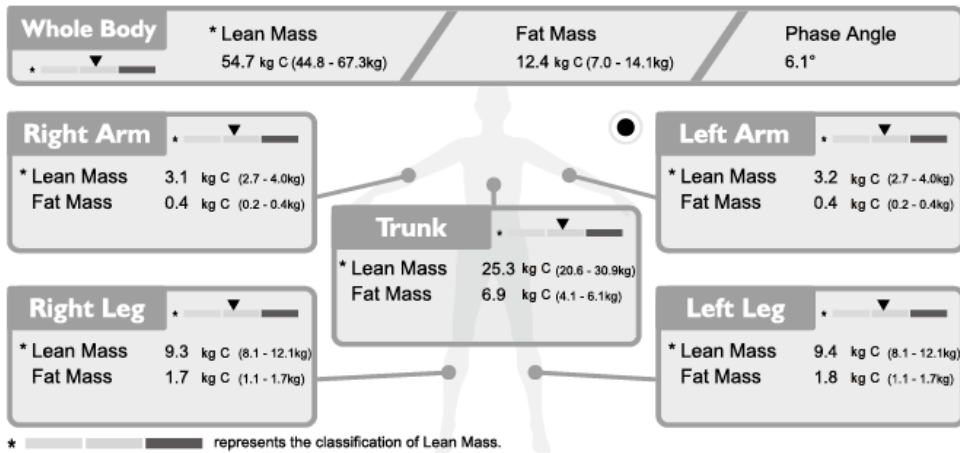 Whole Body
*
* Lean Mass
54.7 kg C (44.8 - 67.3kg)
Fat Mass
12.4 kg C (7.0 - 14.1kg)
Phase Angle
6.1°
Right Arm
*
* Lean Mass 3.1 kg C (2.7 - 4.0kg)
Fat Mass 0.4 kg C (0.2 - 0.4kg)
Left Arm
*
* Lean Mass 3.2 kg C (2.7 - 4.0kg)
Fat Mass 0.4 kg C (0.2 - 0.4kg)
Trunk
*
* Lean Mass 25.3 kg C (20.6 - 30.9kg)
Fat Mass 6.9 kg C (4.1 - 6.1kg)
Right Leg
*
* Lean Mass 9.3 kg C (8.1 - 12.1kg)
Fat Mass 1.7 kg C (1.1 - 1.7kg)
Left Leg
*
* Lean Mass 9.4 kg C (8.1 - 12.1kg)
Fat Mass 1.8 kg C (1.1 - 1.7kg)
* represents the classification of Lean Mass.